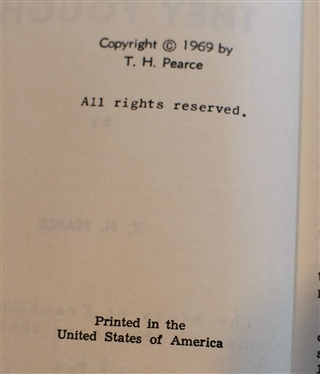 Copyright © 1969 by
T. H. Pearce
All rights reserved.
Printed in the
United States of America